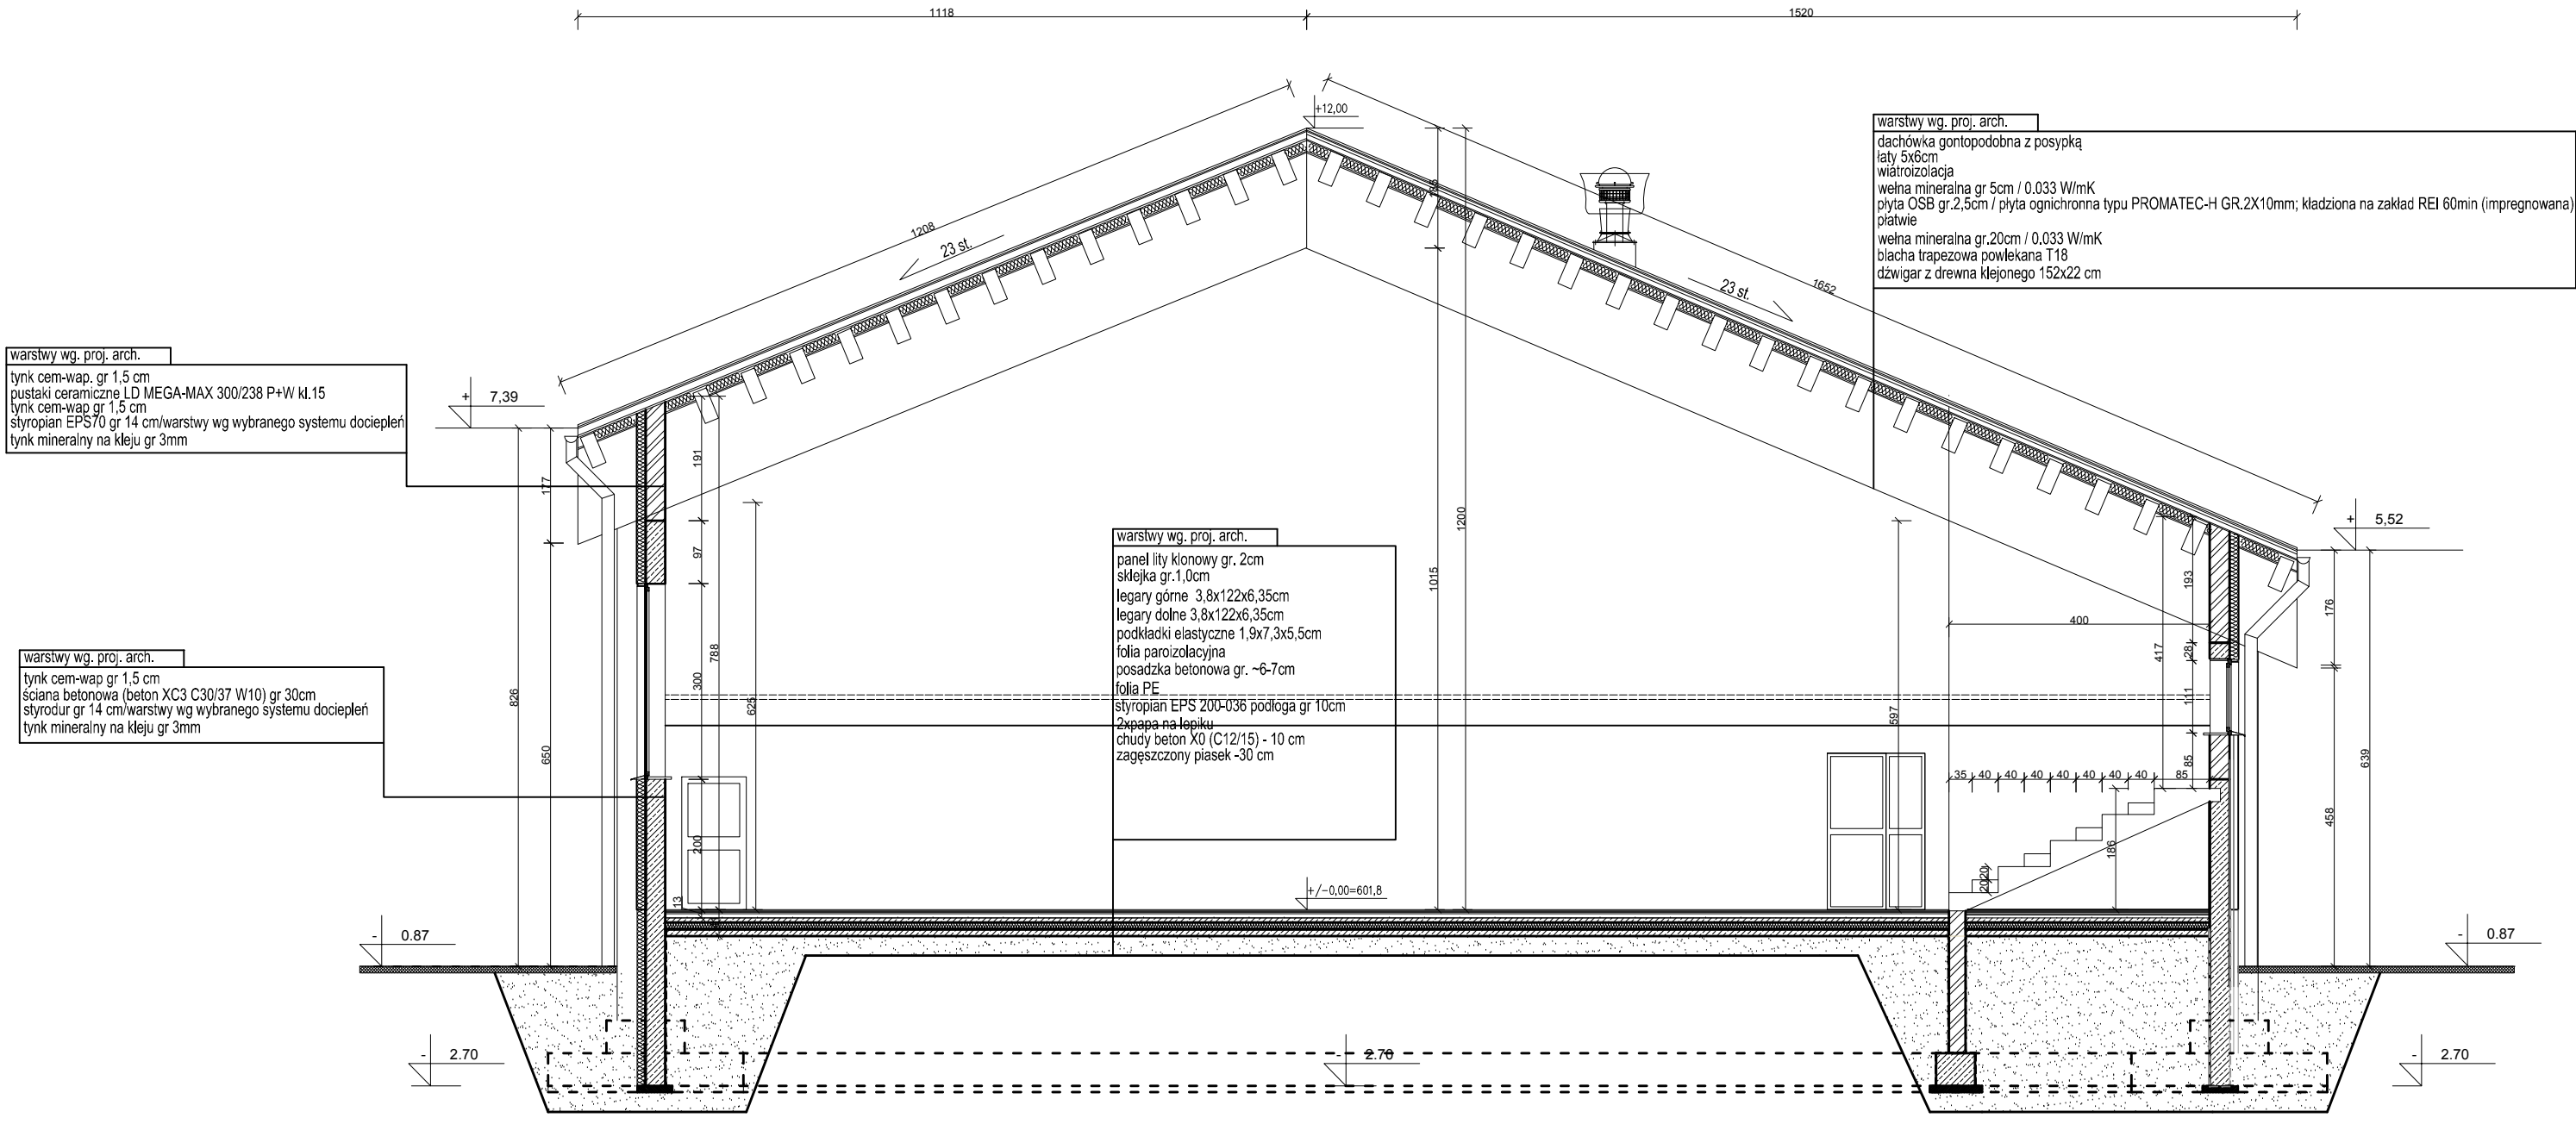 1118
1520
+12,00
warstwy wg. proj. arch.
dachówka gontopodobna z posypką
łaty 5x6cm
wiatroizolacja
wełna mineralna gr 5cm / 0.033 W/mK
płyta OSB gr.2,5cm / płyta ognichronna typu PROMATEC-H GR.2X10mm; kładziona na zakład REI 60min (impregnowana)
płatwie
wełna mineralna gr.20cm / 0.033 W/mK
blacha trapezowa powlekana T18
dźwigar z drewna klejonego 152x22 cm
1208
23 st.
23 st.
1652
warstwy wg. proj. arch.
tynk cem-wap. gr 1,5 cm
pustaki ceramiczne LD MEGA-MAX 300/238 P+W kl.15
tynk cem-wap gr 1,5 cm
styropian EPS70 gr 14 cm/warstwy wg wybranego systemu dociepleń
tynk mineralny na kleju gr 3mm
+ 7,39
+ 5,52
177
191
97
300
788
200
13
625
826
650
1200
1015
warstwy wg. proj. arch.
panel lity klonowy gr. 2cm
sklejka gr.1,0cm
legary górne 3,8x122x6,35cm
legary dolne 3,8x122x6,35cm
podkładki elastyczne 1,9x7,3x5,5cm
folia paroizolacyjna
posadzka betonowa gr. ~6-7cm
folia PE
styropian EPS 200-036 podłoga gr 10cm
2xpapa na lepiku
chudy beton X0 (C12/15) - 10 cm
zagęszczony piasek -30 cm
warstwy wg. proj. arch.
tynk cem-wap gr 1,5 cm
ściana betonowa (beton XC3 C30/37 W10) gr 30cm
styrodur gr 14 cm/warstwy wg wybranego systemu dociepleń
tynk mineralny na kleju gr 3mm
597
400
417
193
28
111
85
176
458
639
35 40 40 40 40 40 40 40 85
186
2020
+/-0,00=601,8
- 0.87
- 0.87
- 2.70
- 2.70
- 2.70